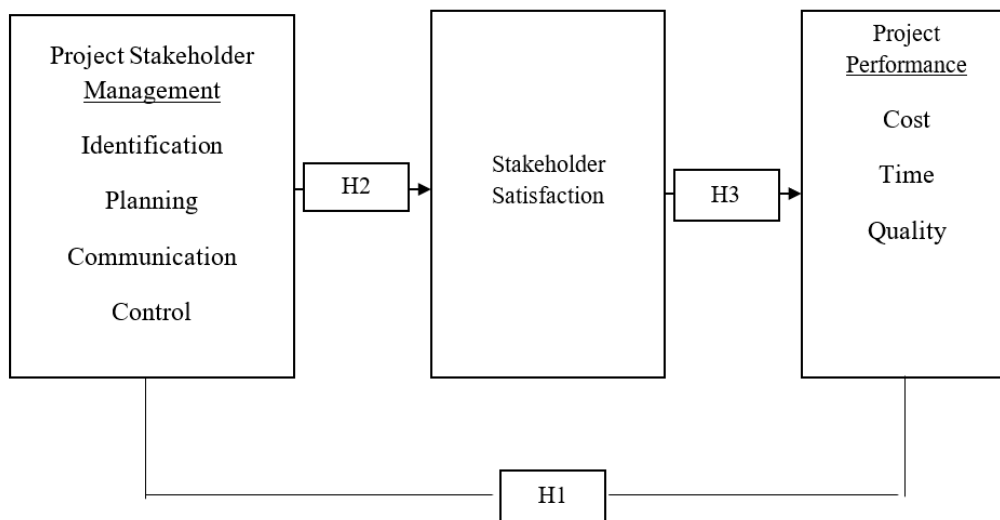 Project Stakeholder
Management
Identification
Planning
Communication
Control
H2
Stakeholder
Satisfaction
H3
Project
Performance
Cost
Time
Quality
H1